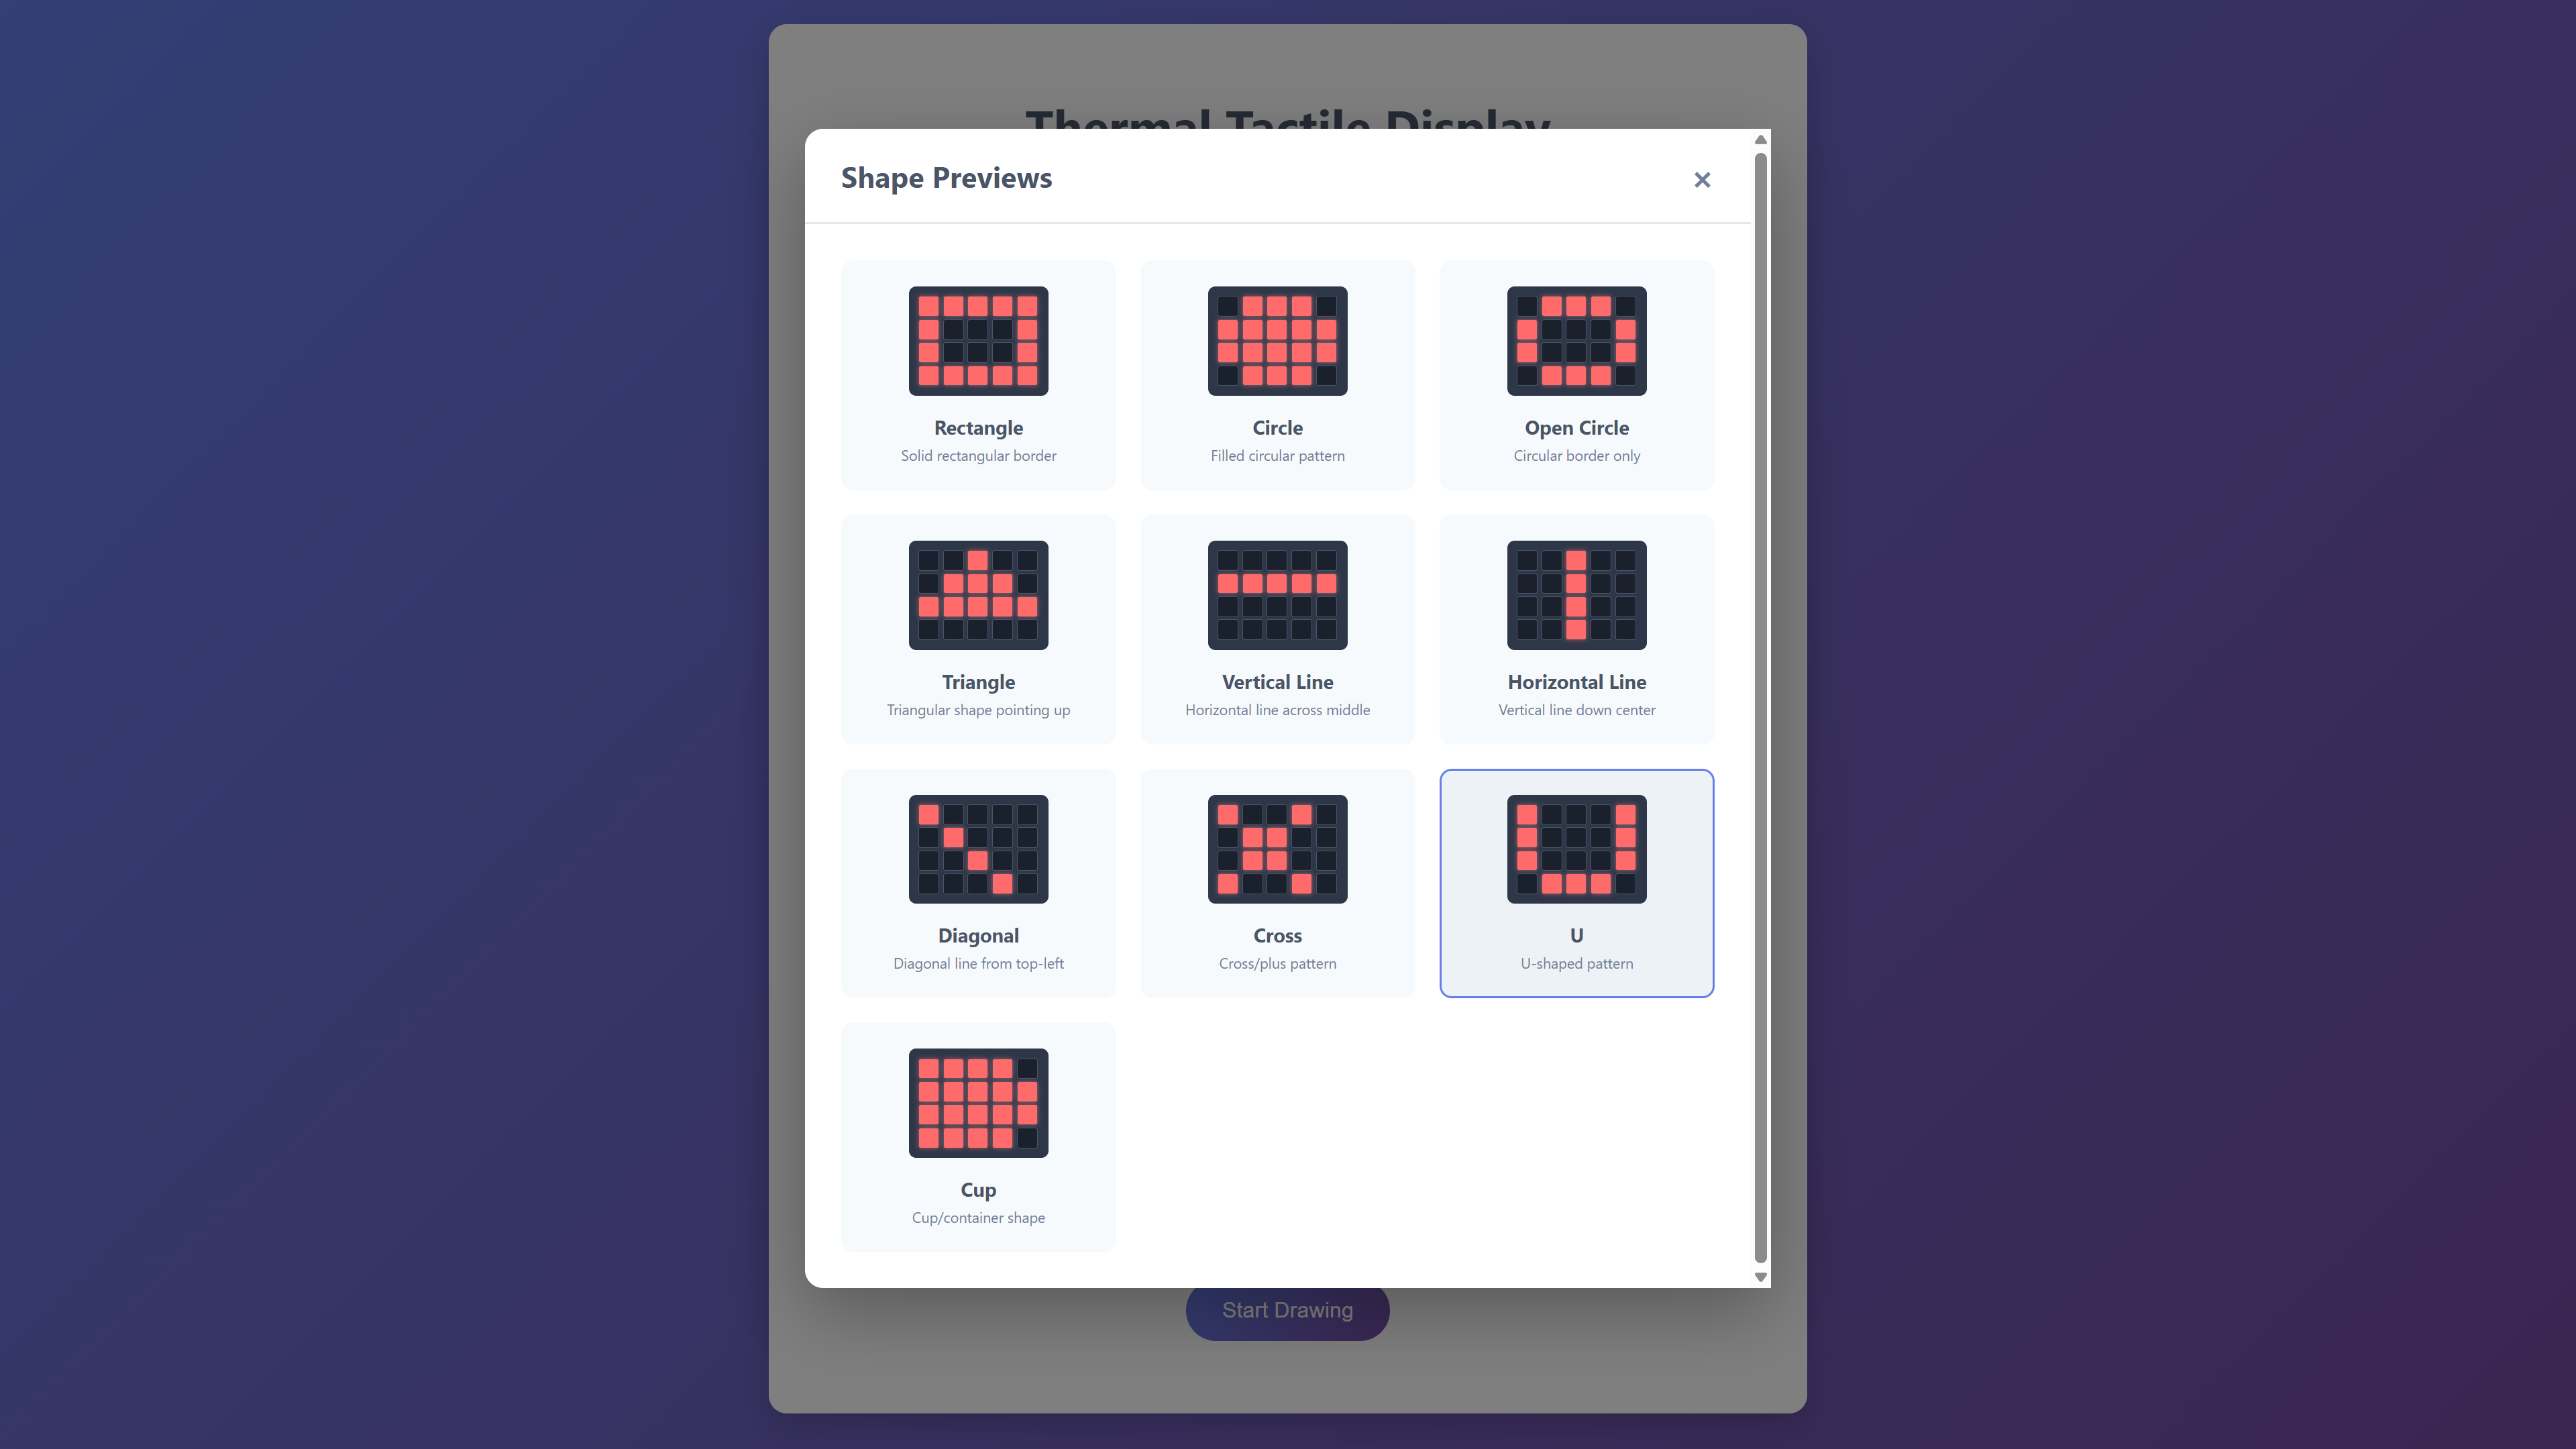 Thermal Tactile Display
Shape Previews
×
Rectangle
Solid rectangular border
Circle
Filled circular pattern
Open Circle
Circular border only
Triangle
Triangular shape pointing up
Vertical Line
Horizontal line across middle
Horizontal Line
Vertical line down center
Diagonal
Diagonal line from top-left
Cross
Cross/plus pattern
U
U-shaped pattern
Cup
Cup/container shape
Start Drawing